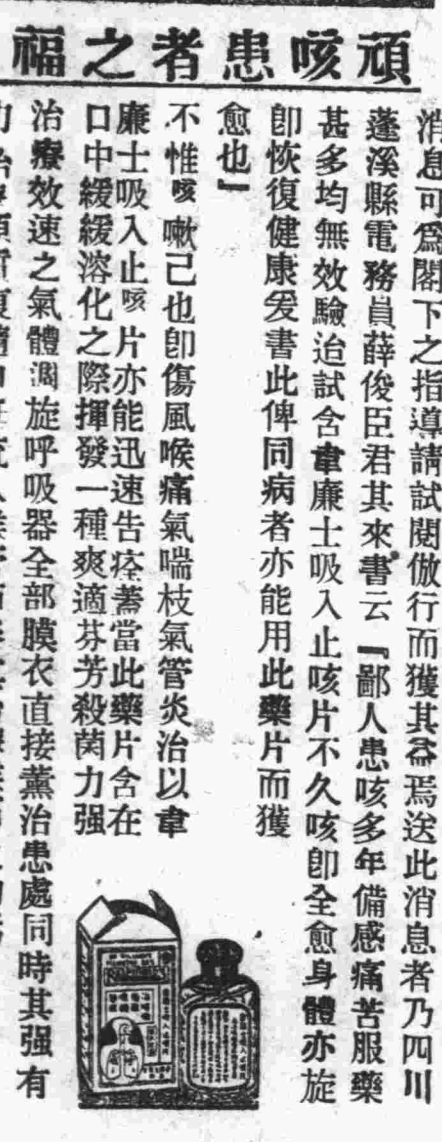 頑咳患者之福
消息可爲閣下之指導請試閱倣行而獲其益焉送此消息者乃四川
蓬溪縣電務員薛俊臣君其來書云『鄙人患咳多年備感痛苦服藥
甚多均無效驗迨試含韋廉士吸入止咳片不久咳卽全愈身體亦旋
卽恢復健康爰書此俾同病者亦能用此藥片而獲
愈也』
不惟咳嗽己也卽傷風喉痛氣喘枝氣管炎治以韋
廉士吸入止咳片亦能迅速告痊蓋當此藥片含在
口中緩緩溶化之際揮發一種爽適芬芳殺菌力强
治療效速之氣體濶旋呼吸器全部膜衣直接薰治患處同時其强有